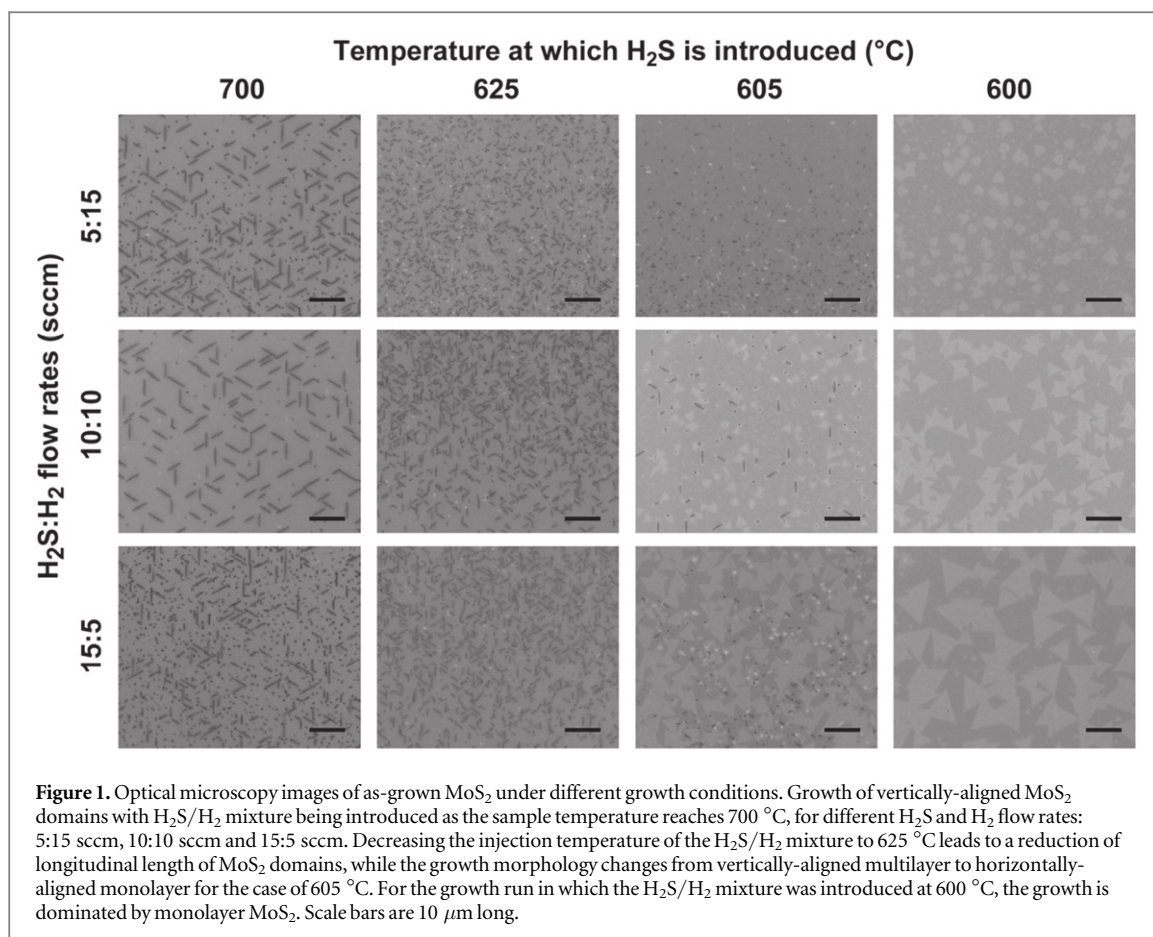 Temperature at which H₂S is introduced (°C)
700 625 605 600
H₂S:H₂ flow rates (sccm)
5:15
10:10
15:5
Figure 1. Optical microscopy images of as-grown MoS₂ under different growth conditions. Growth of vertically-aligned MoS₂
domains with H₂S/H₂ mixture being introduced as the sample temperature reaches 700 °C, for different H₂S and H₂ flow rates:
5:15 sccm, 10:10 sccm and 15:5 sccm. Decreasing the injection temperature of the H₂S/H₂ mixture to 625 °C leads to a reduction of
longitudinal length of MoS₂ domains, while the growth morphology changes from vertically-aligned multilayer to horizontally-
aligned monolayer for the case of 605 °C. For the growth run in which the H₂S/H₂ mixture was introduced at 600 °C, the growth is
dominated by monolayer MoS₂. Scale bars are 10 μm long.